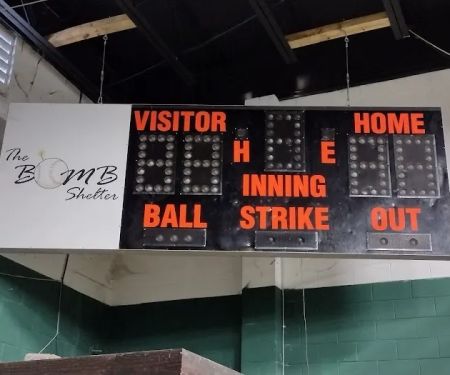 The
BOMB
Shelter
VISITOR HOME
H E
INNING
BALL STRIKE OUT